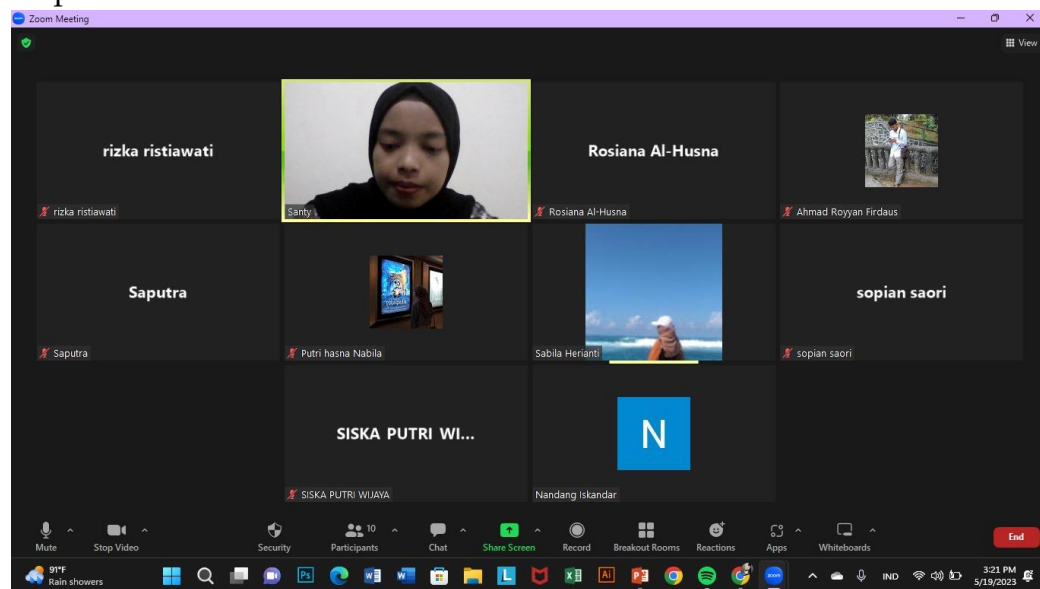 Zoom Meeting
View
rizka ristiawati
rizka ristiawati
Santy
Rosiana Al-Husna
Rosiana Al-Husna
Ahmad Royyan Firdaus
Saputra
Saputra
Putri hasna Nabila
Sabila Herianti
sopian saori
sopian saori
SISKA PUTRI WI...
SISKA PUTRI WIJAYA
N
Nandang Iskandar
Mute
Stop Video
Security
10
Participants
Chat
Share Screen
Record
Breakout Rooms
Reactions
Apps
Whiteboards
End
91°F
Rain showers
Ps
L
Ai
zoom
IND
3:21 PM
5/19/2023